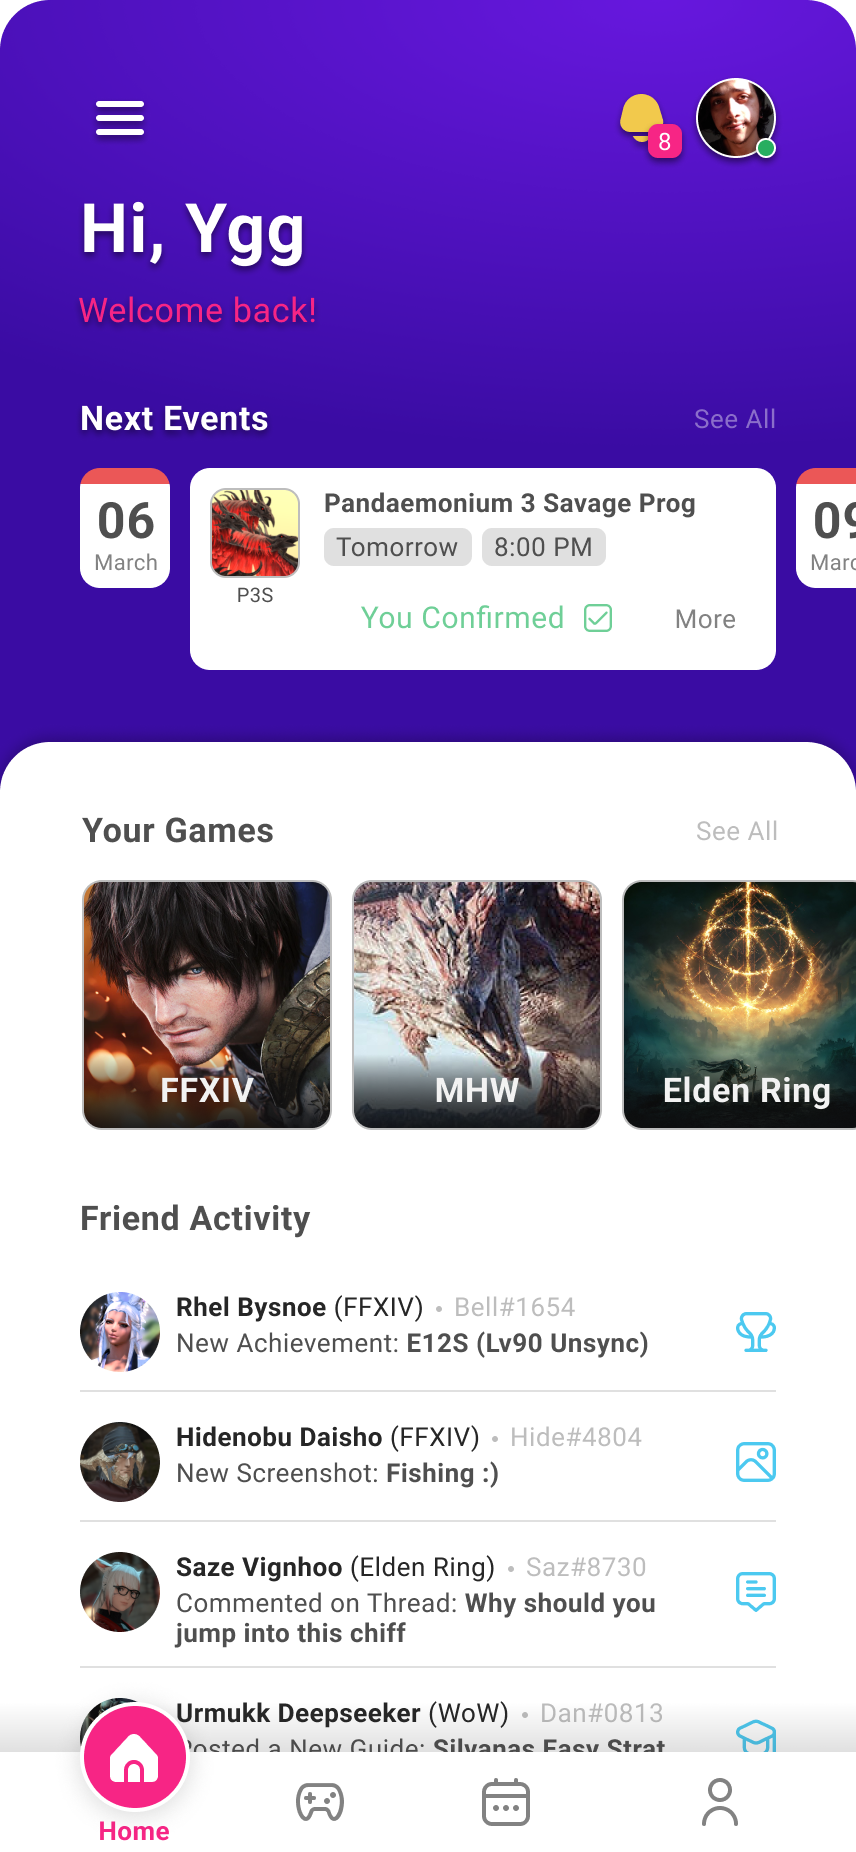 8
Hi, Ygg
Welcome back!
Next Events
See All
06
March
Pandaemonium 3 Savage Prog
Tomorrow
8:00 PM
P3S
You Confirmed
More
Your Games
See All
FFXIV
MHW
Elden Ring
Friend Activity
Rhel Bysnoe (FFXIV) • Bell#1654
New Achievement: E12S (Lv90 Unsync)
Hidenobu Daisho (FFXIV) • Hide#4804
New Screenshot: Fishing :)
Saze Vignhoo (Elden Ring) • Saz#8730
Commented on Thread: Why should you
jump into this chiff
Urmukk Deepseeker (WoW) • Dan#0813
Posted a New Guide: Silvanas Easy Strat
Home